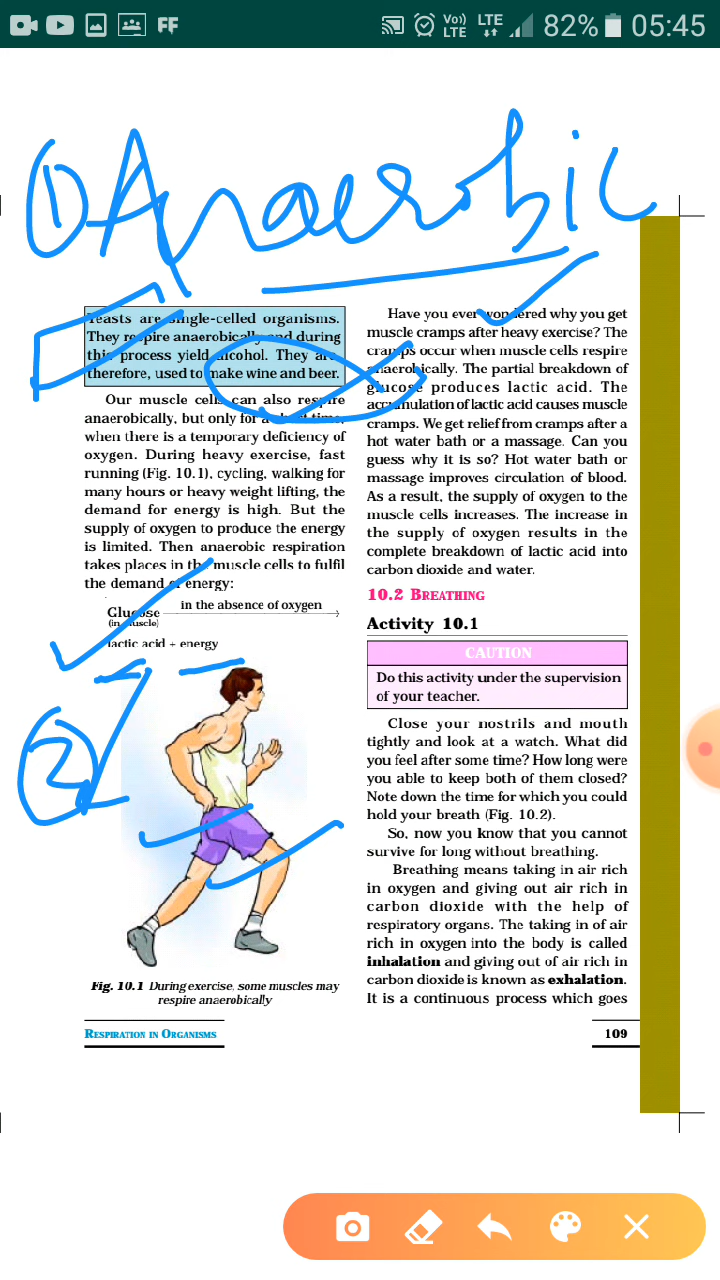 FF Vo) LTE LTE 82% 05:45
① Anaerobic
Yeasts are single-celled organisms.
They respire anaerobically and during
this process yield alcohol. They are
therefore, used to make wine and beer.
Our muscle cells can also respire
anaerobically, but only for a short time,
when there is a temporary deficiency of
oxygen. During heavy exercise, fast
running (Fig. 10.1), cycling, walking for
many hours or heavy weight lifting, the
demand for energy is high. But the
supply of oxygen to produce the energy
is limited. Then anaerobic respiration
takes places in the muscle cells to fulfil
the demand of energy:
Glucose in the absence of oxygen
(in muscle)
lactic acid + energy
②
Fig. 10.1 During exercise, some muscles may
respire anaerobically
Have you ever wondered why you get
muscle cramps after heavy exercise? The
cramps occur when muscle cells respire
anaerobically. The partial breakdown of
glucose produces lactic acid. The
accumulation of lactic acid causes muscle
cramps. We get relief from cramps after a
hot water bath or a massage. Can you
guess why it is so? Hot water bath or
massage improves circulation of blood.
As a result, the supply of oxygen to the
muscle cells increases. The increase in
the supply of oxygen results in the
complete breakdown of lactic acid into
carbon dioxide and water.
10.2 BREATHING
Activity 10.1
CAUTION
Do this activity under the supervision
of your teacher.
Close your nostrils and mouth
tightly and look at a watch. What did
you feel after some time? How long were
you able to keep both of them closed?
Note down the time for which you could
hold your breath (Fig. 10.2).
So, now you know that you cannot
survive for long without breathing.
Breathing means taking in air rich
in oxygen and giving out air rich in
carbon dioxide with the help of
respiratory organs. The taking in of air
rich in oxygen into the body is called
inhalation and giving out of air rich in
carbon dioxide is known as exhalation.
It is a continuous process which goes
RESPIRATION IN ORGANISMS
109